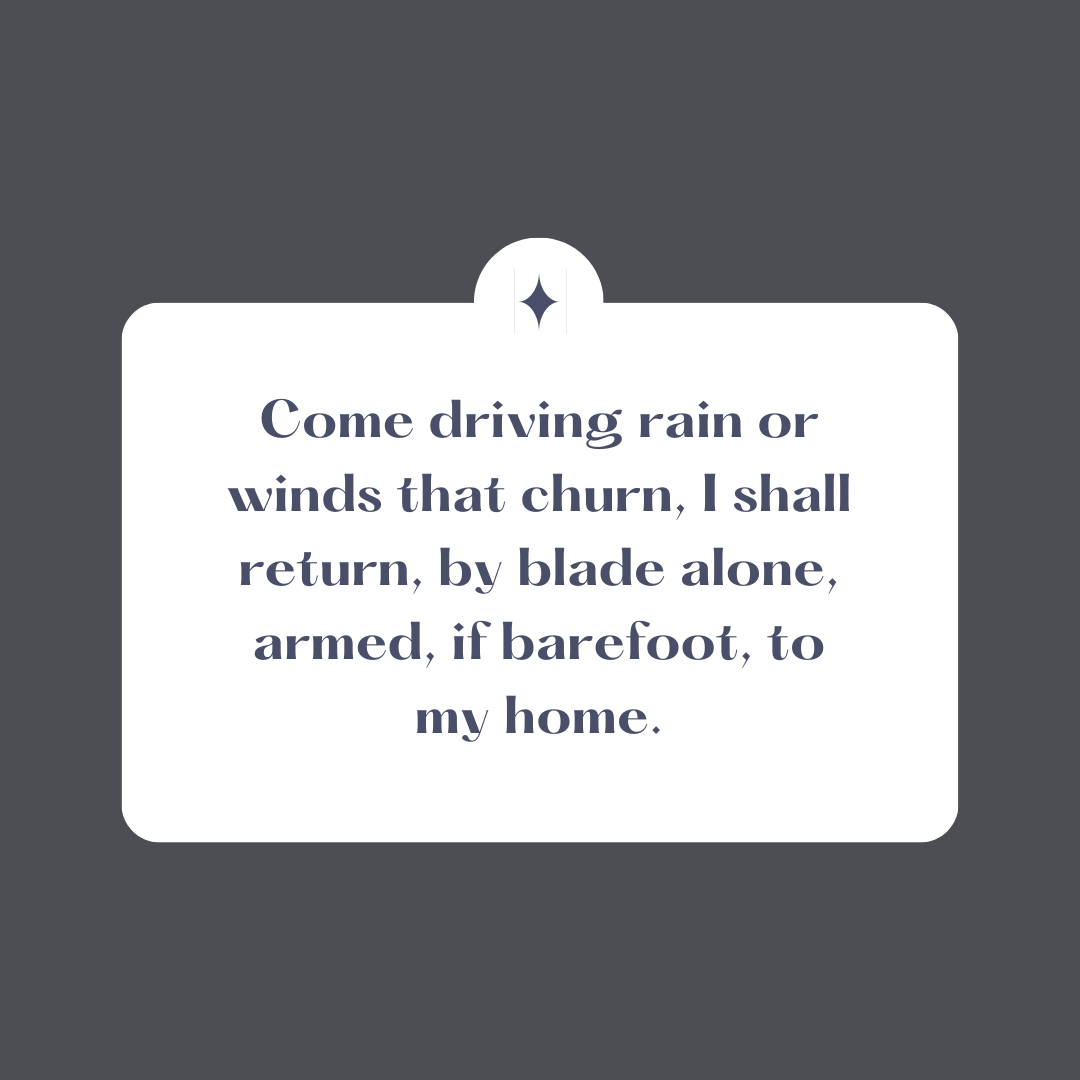 Come driving rain or
winds that churn, I shall
return, by blade alone,
armed, if barefoot, to
my home.